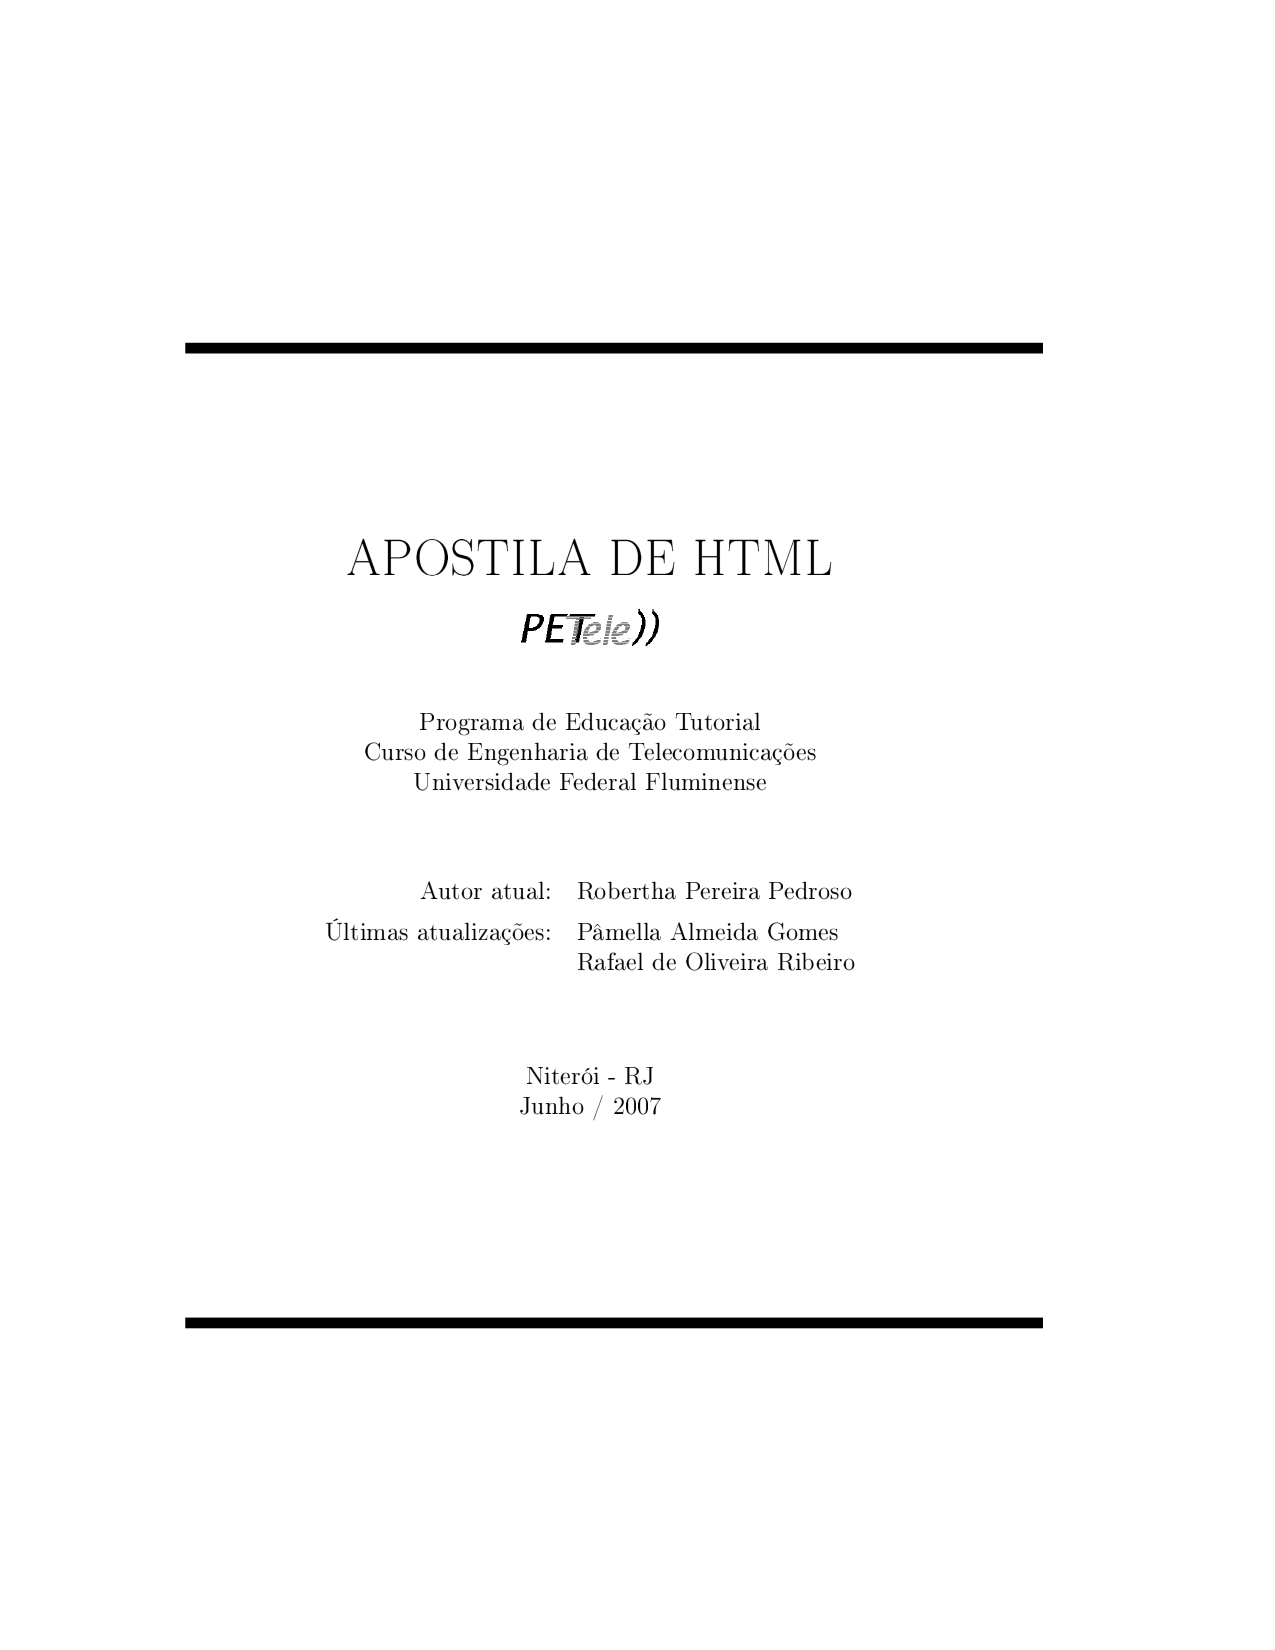 APOSTILA DE HTML
PETele))
Programa de Educação Tutorial
Curso de Engenharia de Telecomunicações
Universidade Federal Fluminense
Autor atual: Robertha Pereira Pedroso
Últimas atualizações: Pâmella Almeida Gomes
Rafael de Oliveira Ribeiro
Niterói - RJ
Junho / 2007